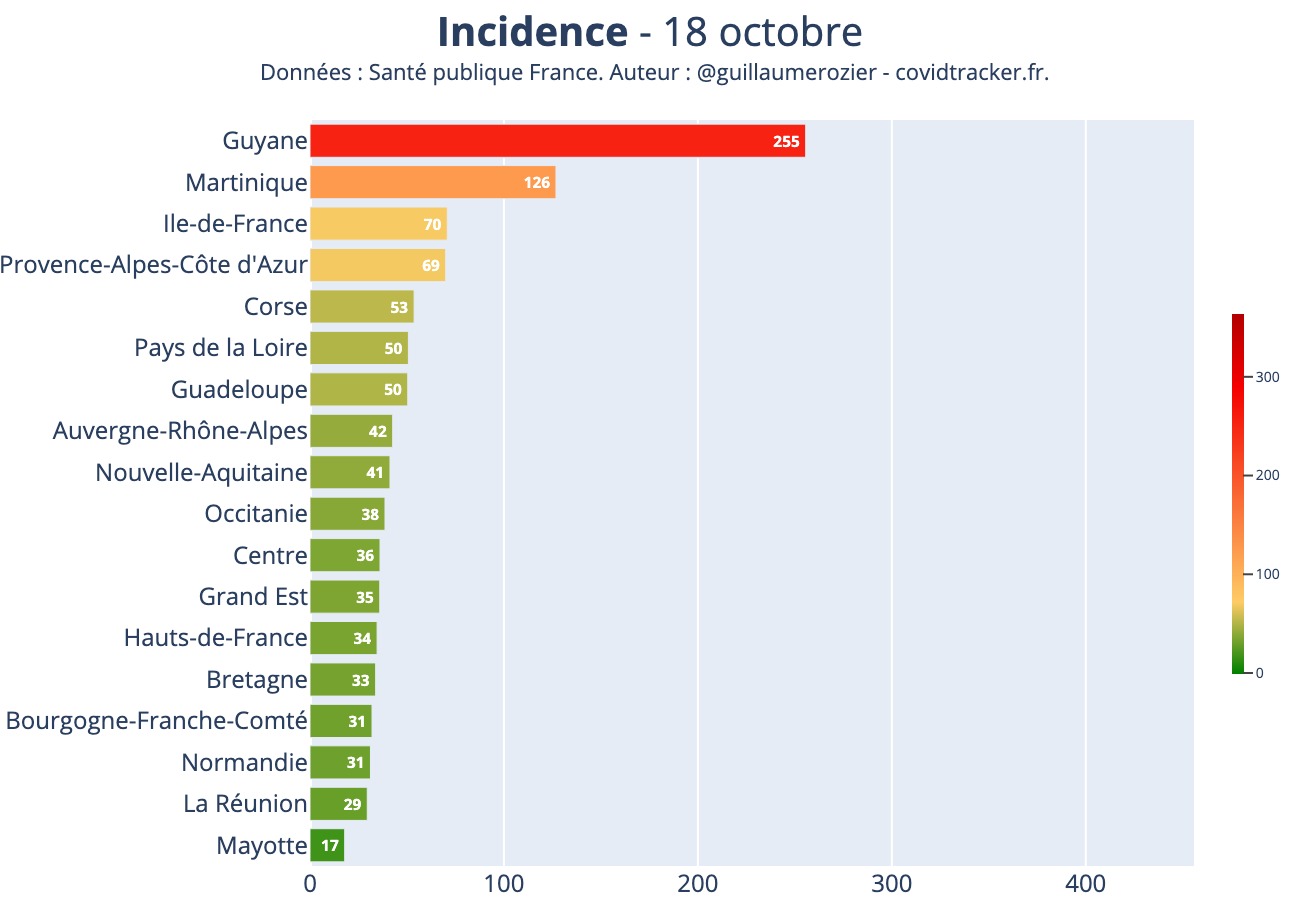 Incidence - 18 octobre
Données : Santé publique France. Auteur : @guillaumerozier - covidtracker.fr.
Guyane 255
Martinique 126
Ile-de-France 70
Provence-Alpes-Côte d'Azur 69
Corse 53
Pays de la Loire 50
Guadeloupe 50
Auvergne-Rhône-Alpes 42
Nouvelle-Aquitaine 41
Occitanie 38
Centre 36
Grand Est 35
Hauts-de-France 34
Bretagne 33
Bourgogne-Franche-Comté 31
Normandie 31
La Réunion 29
Mayotte 17
0 100 200 300 400
300
200
100
0